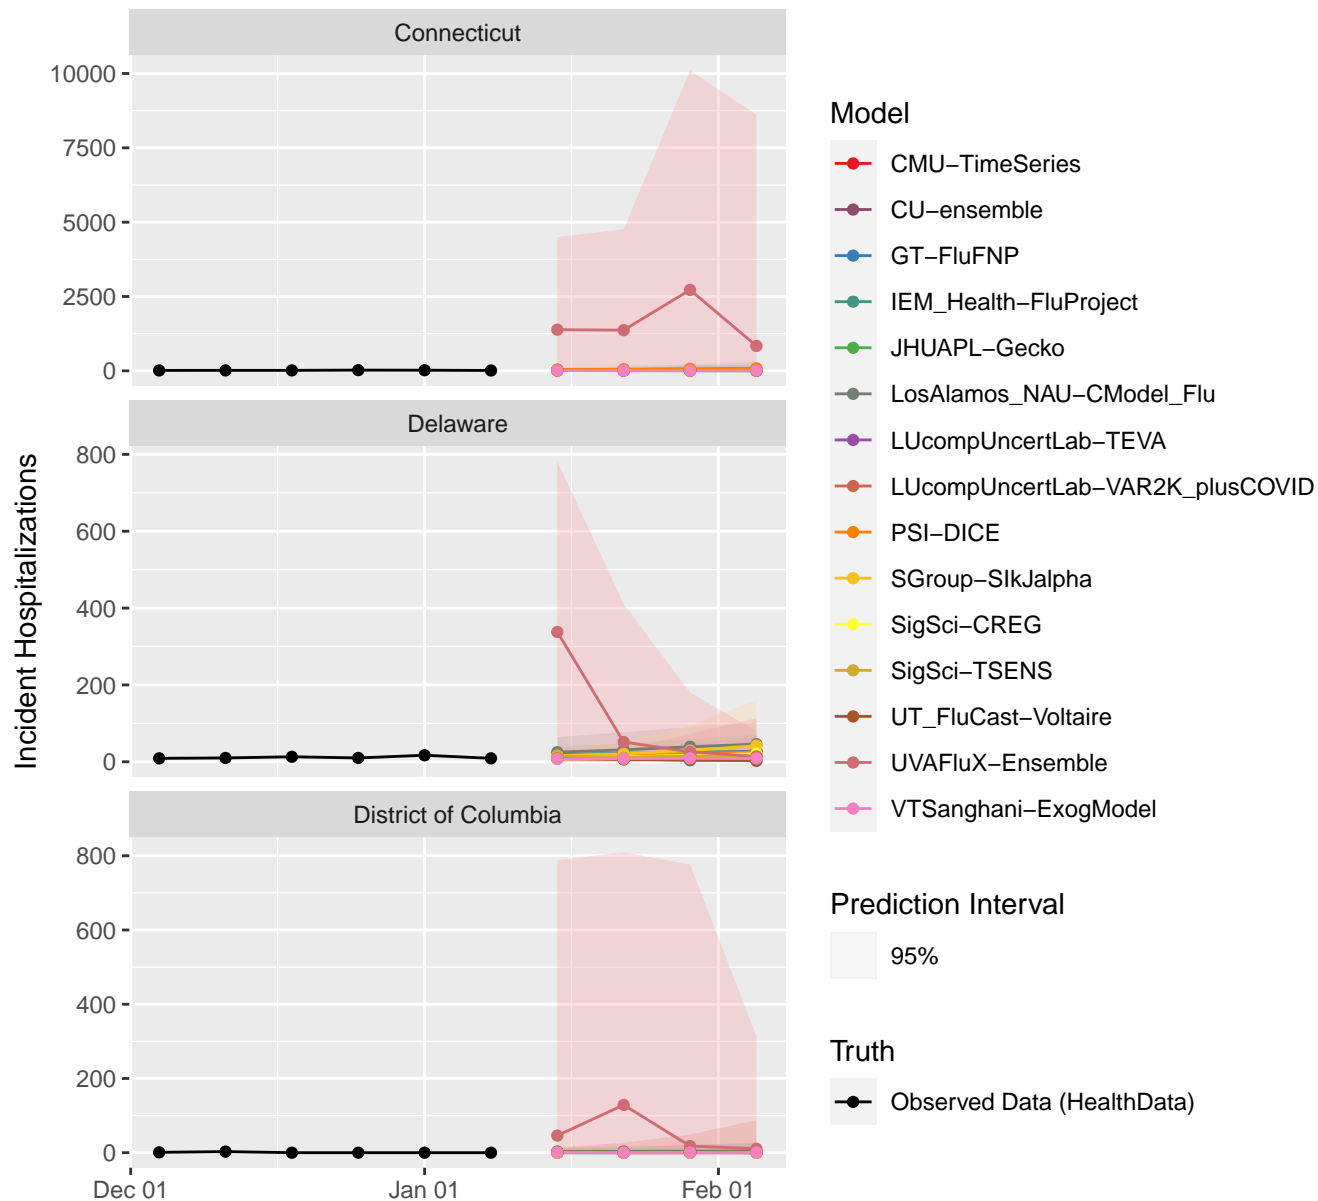 Connecticut
10000
7500
5000
2500
0
Delaware
800
600
400
200
0
District of Columbia
800
600
400
200
0
Dec 01
Jan 01
Feb 01
Incident Hospitalizations
Model
CMU−TimeSeries
CU−ensemble
GT−FluFNP
IEM_Health−FluProject
JHUAPL−Gecko
LosAlamos_NAU−CModel_Flu
LUcompUncertLab−TEVA
LUcompUncertLab−VAR2K_plusCOVID
PSI−DICE
SGroup−SIkJalpha
SigSci−CREG
SigSci−TSENS
UT_FluCast−Voltaire
UVAFluX−Ensemble
VTSanghani−ExogModel
Prediction Interval
95%
Truth
Observed Data (HealthData)